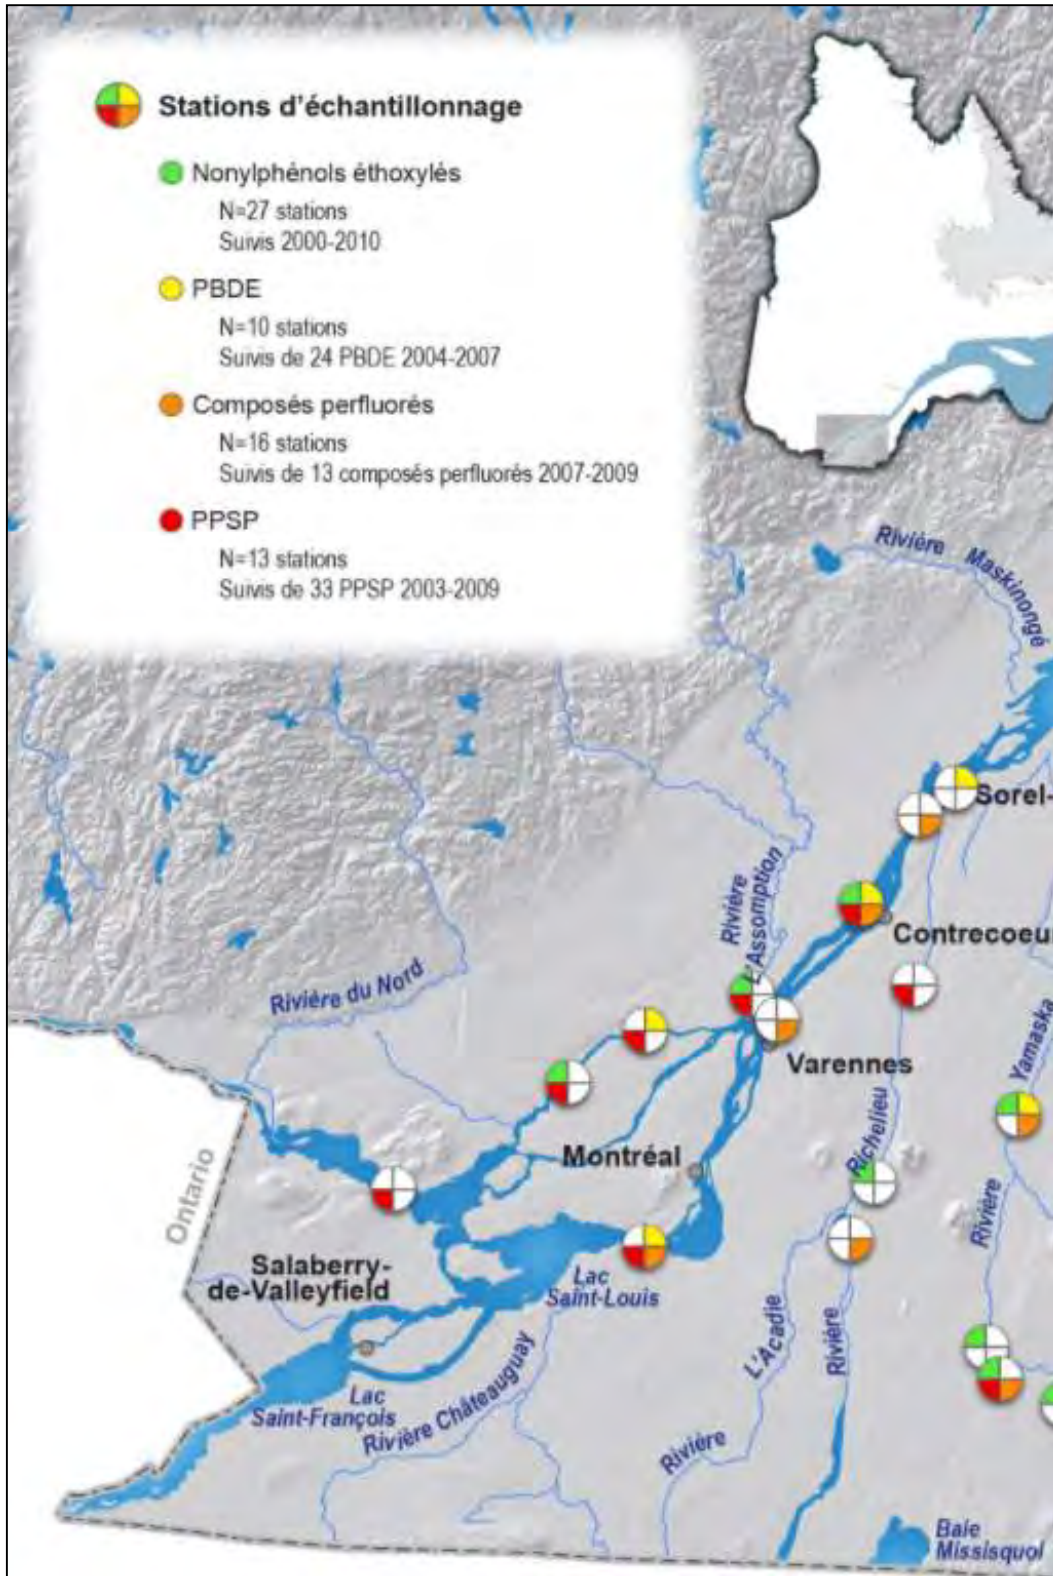 Stations d'échantillonnage
Nonylphénols éthoxylés
N=27 stations
Suivis 2000-2010
PBDE
N=10 stations
Suivis de 24 PBDE 2004-2007
Composés perfluorés
N=16 stations
Suivis de 13 composés perfluorés 2007-2009
PPSP
N=13 stations
Suivis de 33 PPSP 2003-2009
Rivière Maskinongé
Sorel-
Rivière
L'Assomption
Contrecoeur
Rivière du Nord
Varennes
Yamaska
Rivière
Richelieu
Rivière
Montréal
Ontario
Salaberry-
de-Valleyfield
Lac
Saint-Louis
L'Acadie
Rivière
Lac
Saint-François
Rivière Châteauguay
Baie
Missisquoi